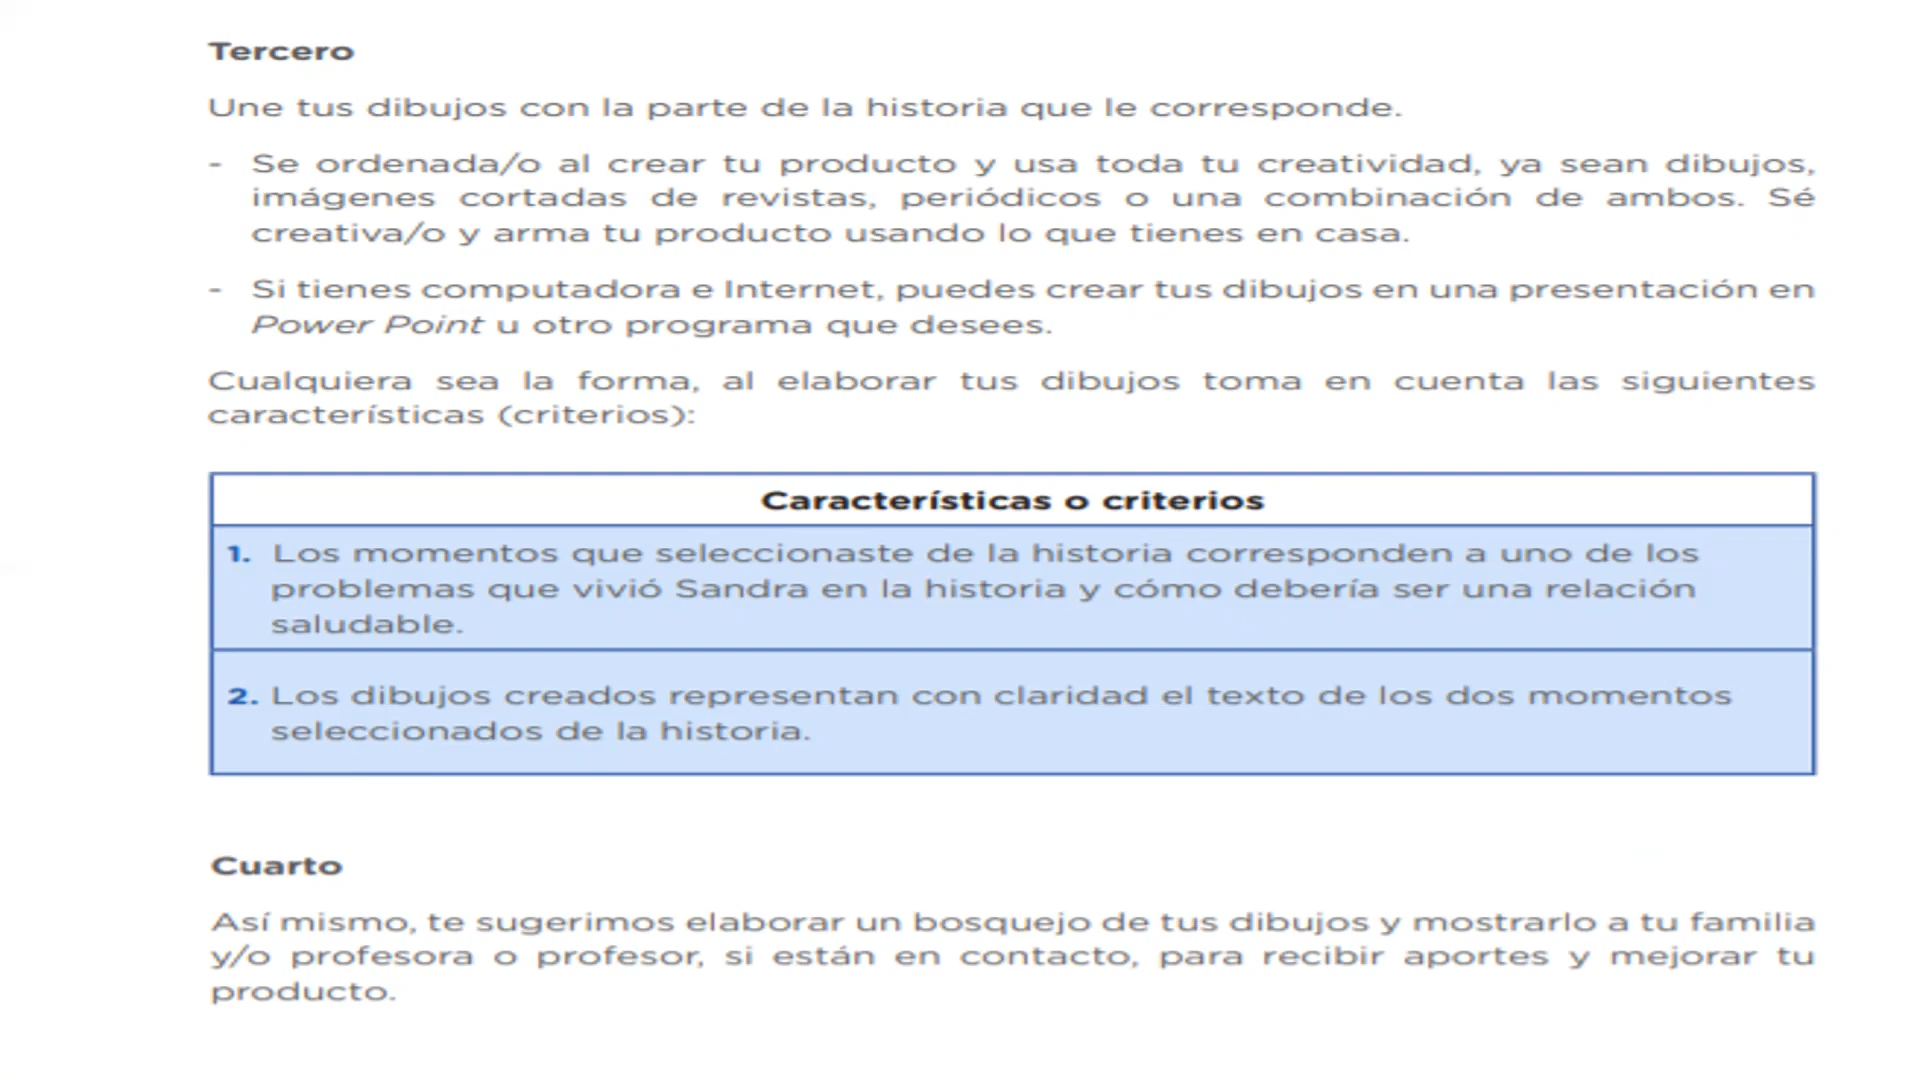 Tercero
Une tus dibujos con la parte de la historia que le corresponde.
- Se ordenada/o al crear tu producto y usa toda tu creatividad, ya sean dibujos,
imágenes cortadas de revistas, periódicos o una combinación de ambos. Sé
creativa/o y arma tu producto usando lo que tienes en casa.
- Si tienes computadora e Internet, puedes crear tus dibujos en una presentación en
Power Point u otro programa que desees.
Cualquiera sea la forma, al elaborar tus dibujos toma en cuenta las siguientes
características (criterios):
Características o criterios
1. Los momentos que seleccionaste de la historia corresponden a uno de los
problemas que vivió Sandra en la historia y cómo debería ser una relación
saludable.
2. Los dibujos creados representan con claridad el texto de los dos momentos
seleccionados de la historia.
Cuarto
Así mismo, te sugerimos elaborar un bosquejo de tus dibujos y mostrarlo a tu familia
y/o profesora o profesor, si están en contacto, para recibir aportes y mejorar tu
producto.